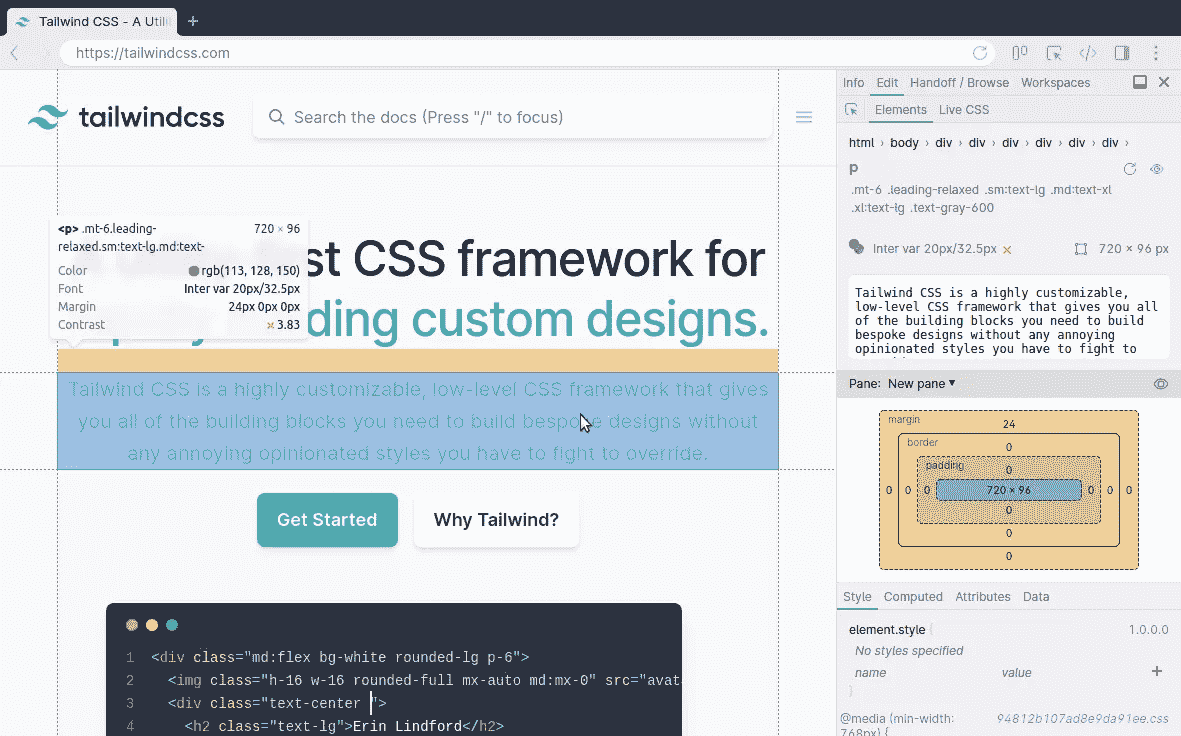 Tailwind CSS - A Utili
https://tailwindcss.com
tailwindcss
Search the docs (Press "/" to focus)
<p> .mt-6.leading-relaxed.sm:text-lg.md:text- 720 × 96
Color rgb(113, 128, 150)
Font Inter var 20px/32.5px
Margin 24px 0px 0px
Contrast × 3.83
st CSS framework for
ding custom designs.
Tailwind CSS is a highly customizable, low-level CSS framework that gives
you all of the building blocks you need to build bespoke designs without
any annoying opinionated styles you have to fight to override.
Get Started Why Tailwind?
1 <div class="md:flex bg-white rounded-lg p-6">
2 <img class="h-16 w-16 rounded-full mx-auto md:mx-0" src="avata
3 <div class="text-center ">
4 <h2 class="text-lg">Erin Lindford</h2>
Info Edit Handoff / Browse Workspaces
Elements Live CSS
html › body › div › div › div › div › div › div ›
p
.mt-6 .leading-relaxed .sm:text-lg .md:text-xl
.xl:text-lg .text-gray-600
Inter var 20px/32.5px × 720 × 96 px
Tailwind CSS is a highly customizable,
low-level CSS framework that gives you all
of the building blocks you need to build
bespoke designs without any annoying
opinionated styles you have to fight to
Pane: New pane ▾
margin 24
border 0
padding 0
0 0 0 720 × 96 0 0 0
0
0
0
Style Computed Attributes Data
element.style { 1.0.0.0
No styles specified
name value +
}
@media (min-width: 94812b107ad8e9da91ee.css
768px) {